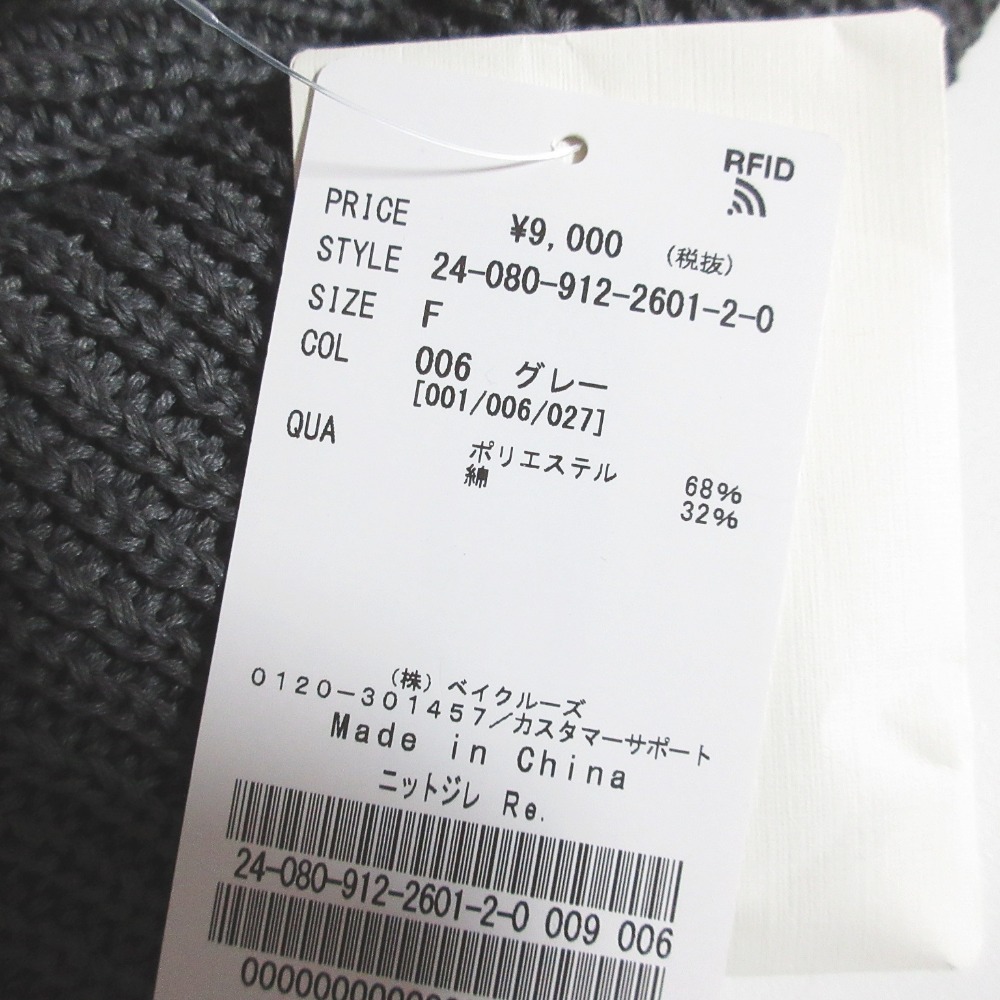 RFID
PRICE ¥9,000 (税抜)
STYLE 24-080-912-2601-2-0
SIZE F
COL 006 グレー
[001/006/027]
QUA ポリエステル 68%
綿 32%
(株)ベイクルーズ
0120-301457/カスタマーサポート
Made in China
ニットジレ Re.
24-080-912-2601-2-0 009 006